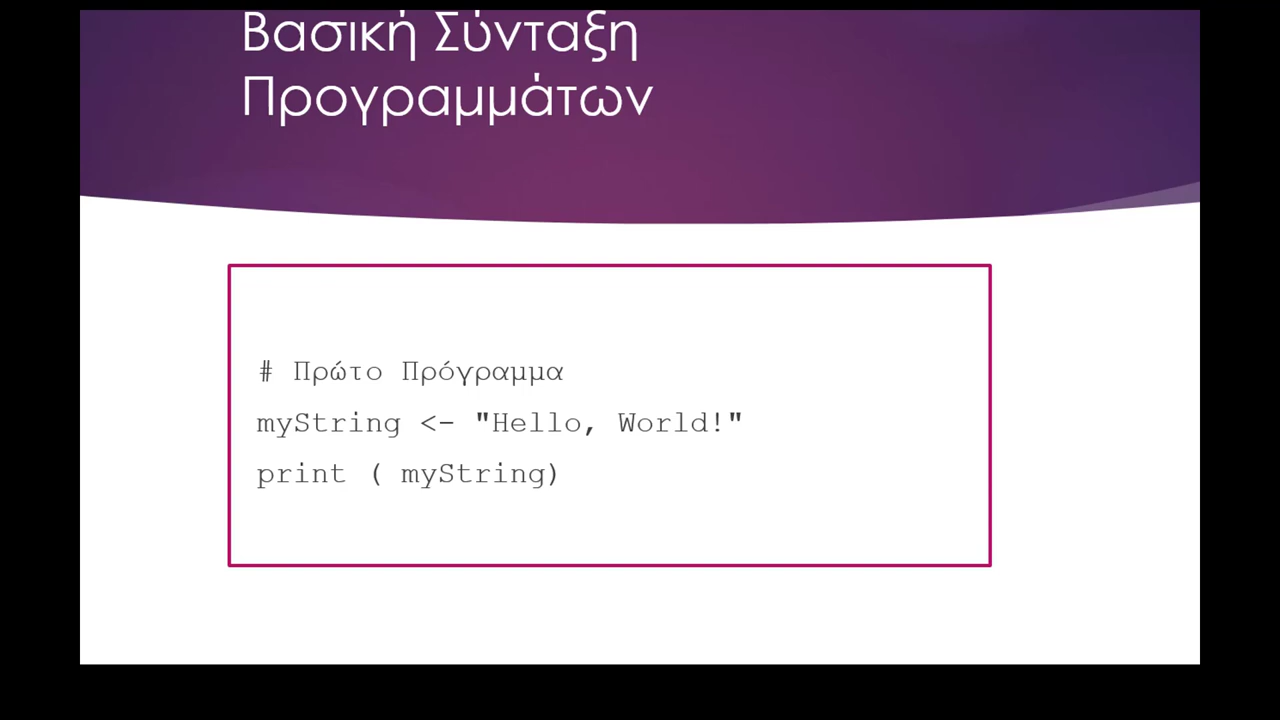 Βασική Σύνταξη
Προγραμμάτων
# Πρώτο Πρόγραμμα
myString <- "Hello, World!"
print ( myString)